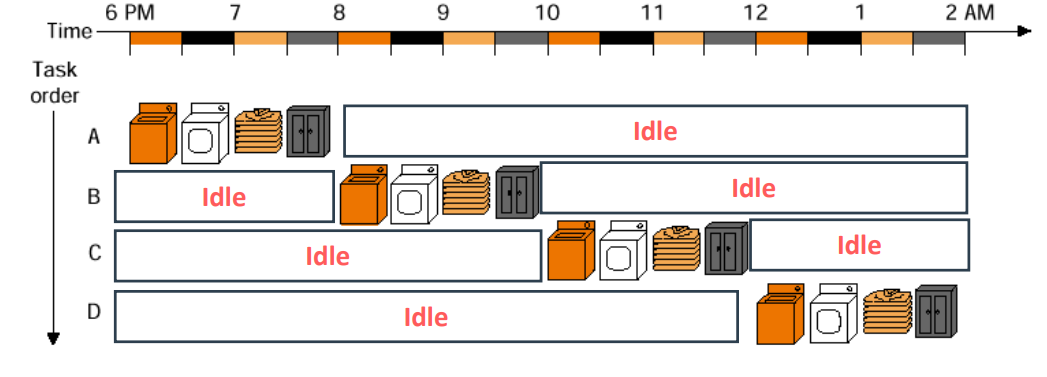 6 PM 7 8 9 10 11 12 1 2 AM
Time
Task
order
A Idle
B Idle Idle
C Idle Idle
D Idle